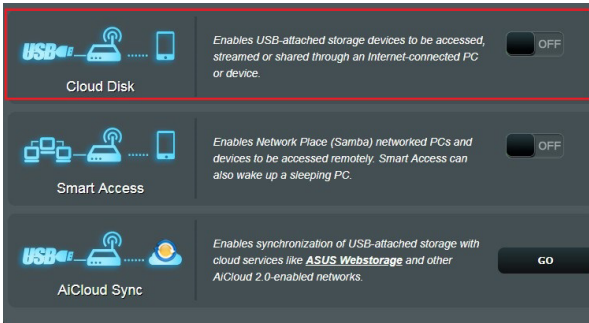 USB
Enables USB-attached storage devices to be accessed,
streamed or shared through an Internet-connected PC
or device.
OFF
Cloud Disk
Enables Network Place (Samba) networked PCs and
devices to be accessed remotely. Smart Access can
also wake up a sleeping PC.
OFF
Smart Access
USB
Enables synchronization of USB-attached storage with
cloud services like ASUS Webstorage and other
AiCloud 2.0-enabled networks.
GO
AiCloud Sync